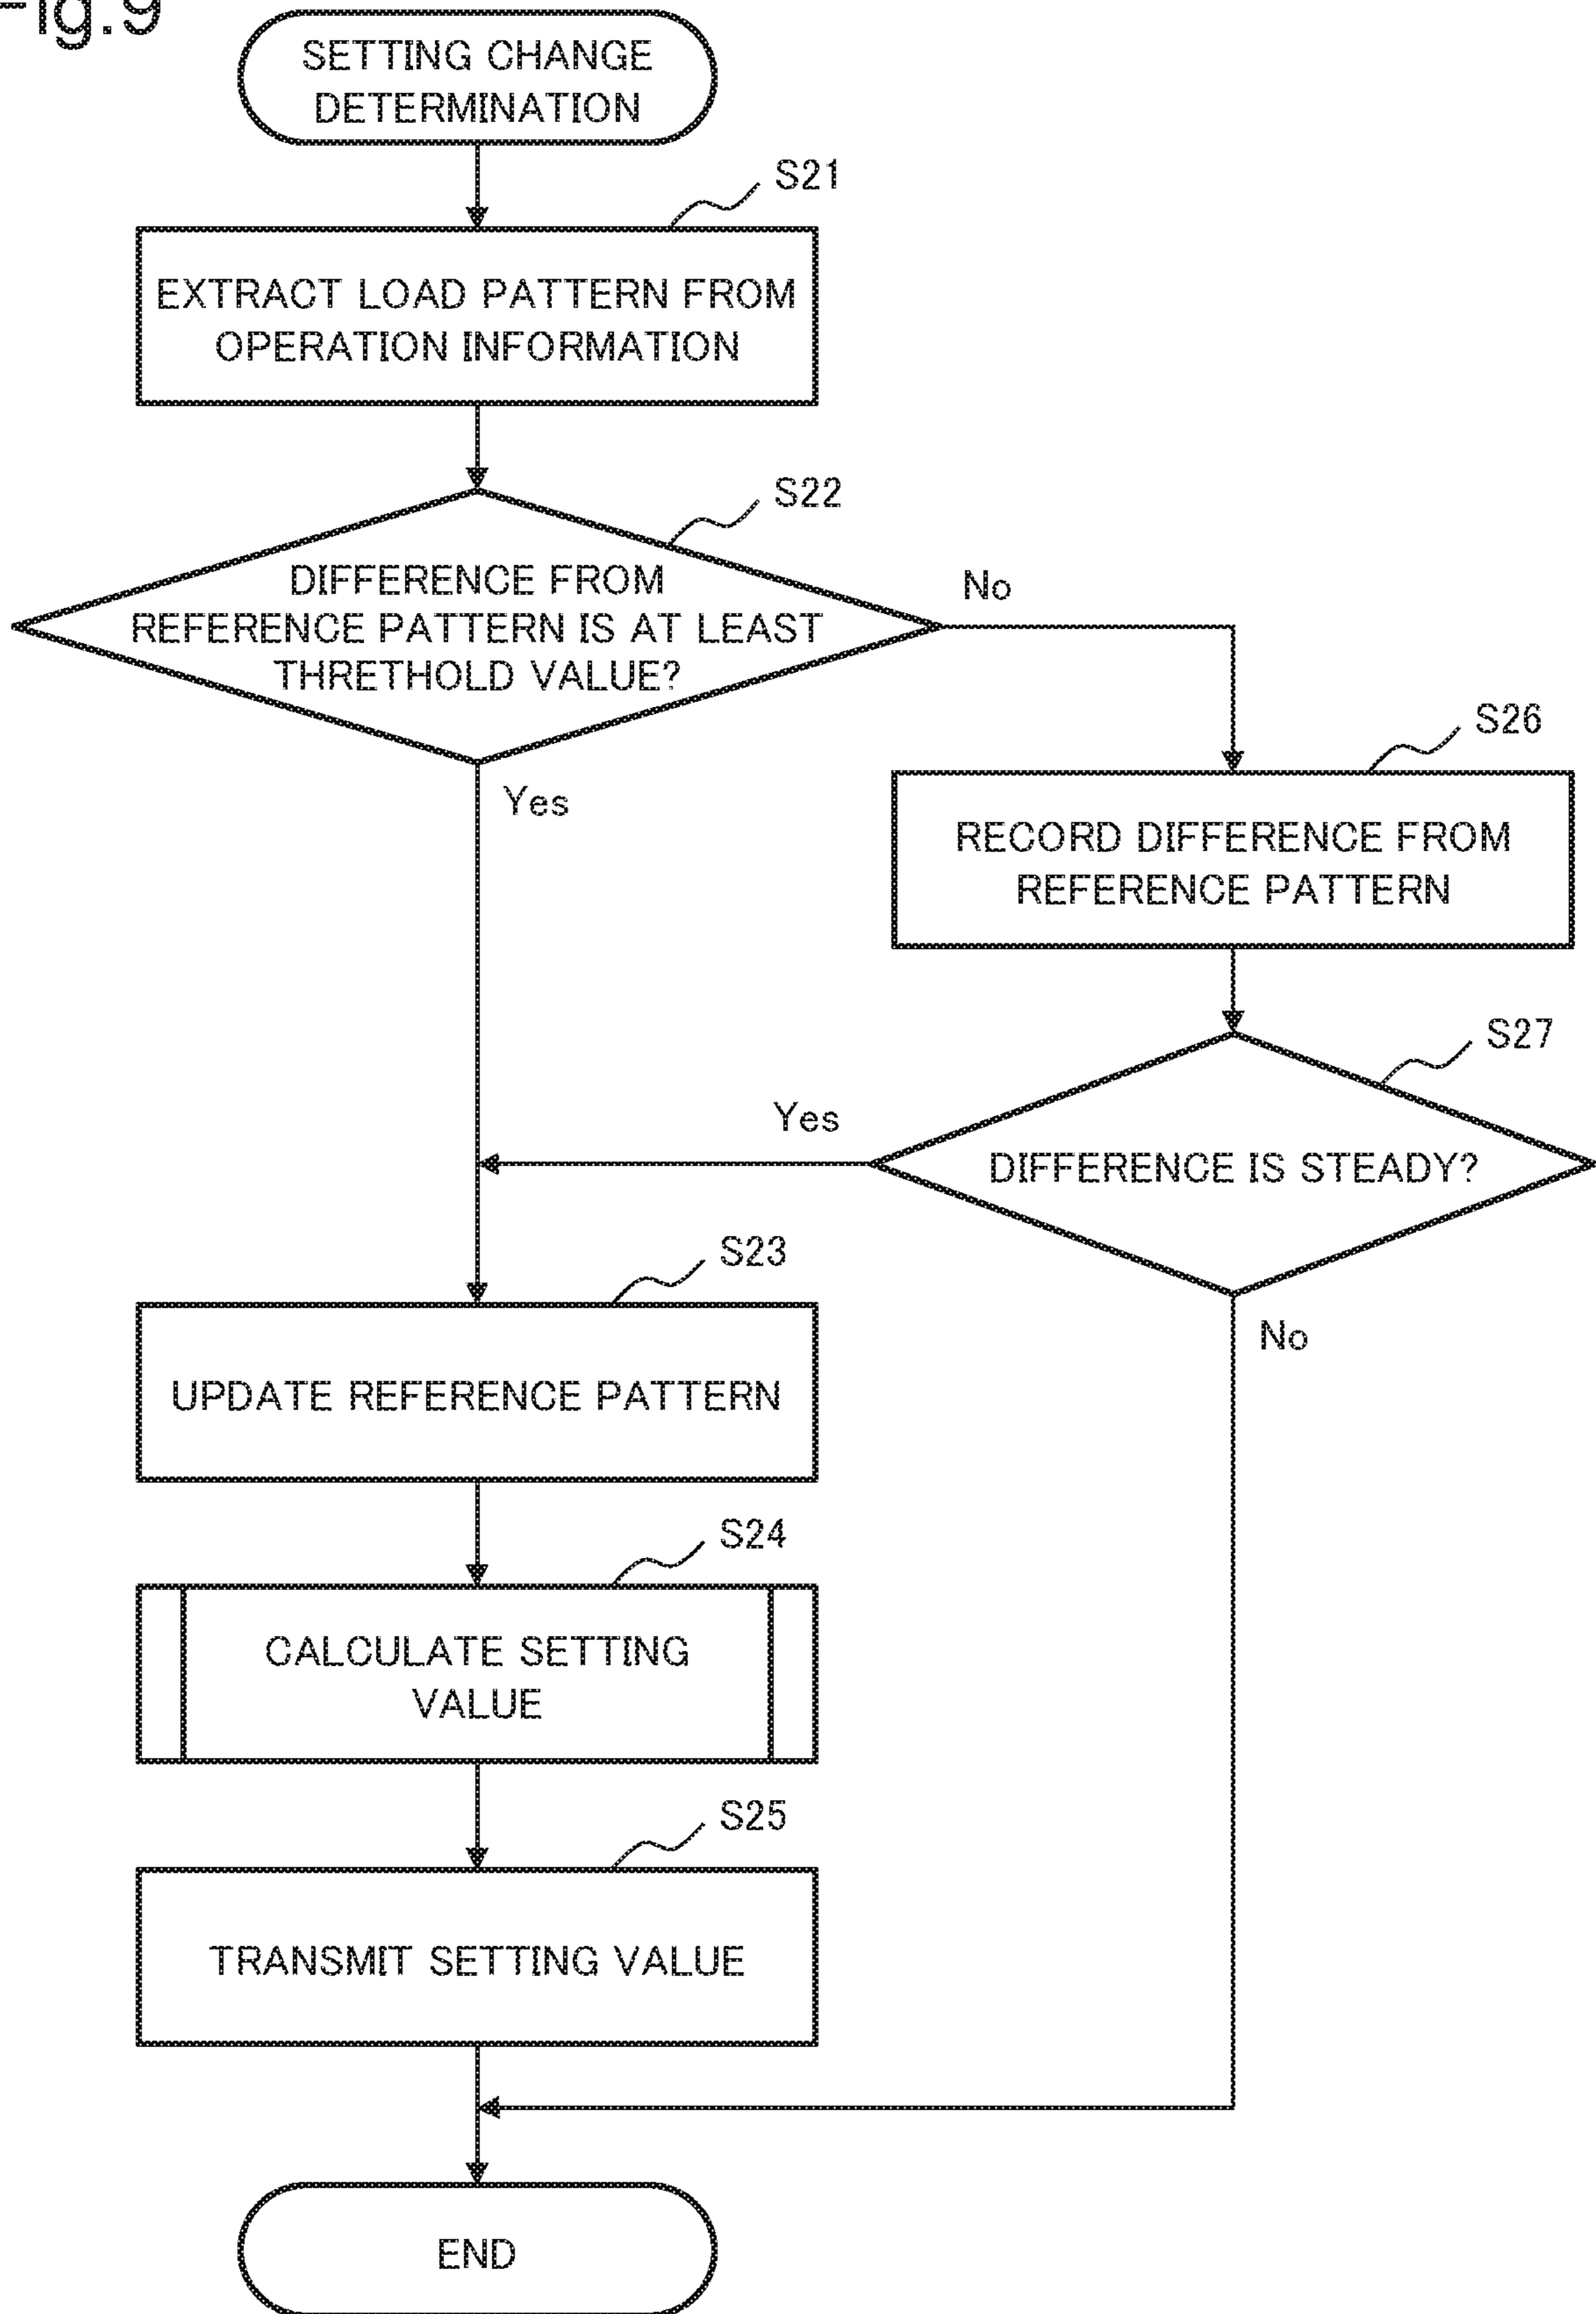 Fig.9
SETTING CHANGE
DETERMINATION
S21
EXTRACT LOAD PATTERN FROM
OPERATION INFORMATION
S22
DIFFERENCE FROM
REFERENCE PATTERN IS AT LEAST
THRETHOLD VALUE?
No
Yes
S26
RECORD DIFFERENCE FROM
REFERENCE PATTERN
S27
DIFFERENCE IS STEADY?
Yes
No
S23
UPDATE REFERENCE PATTERN
S24
CALCULATE SETTING
VALUE
S25
TRANSMIT SETTING VALUE
END